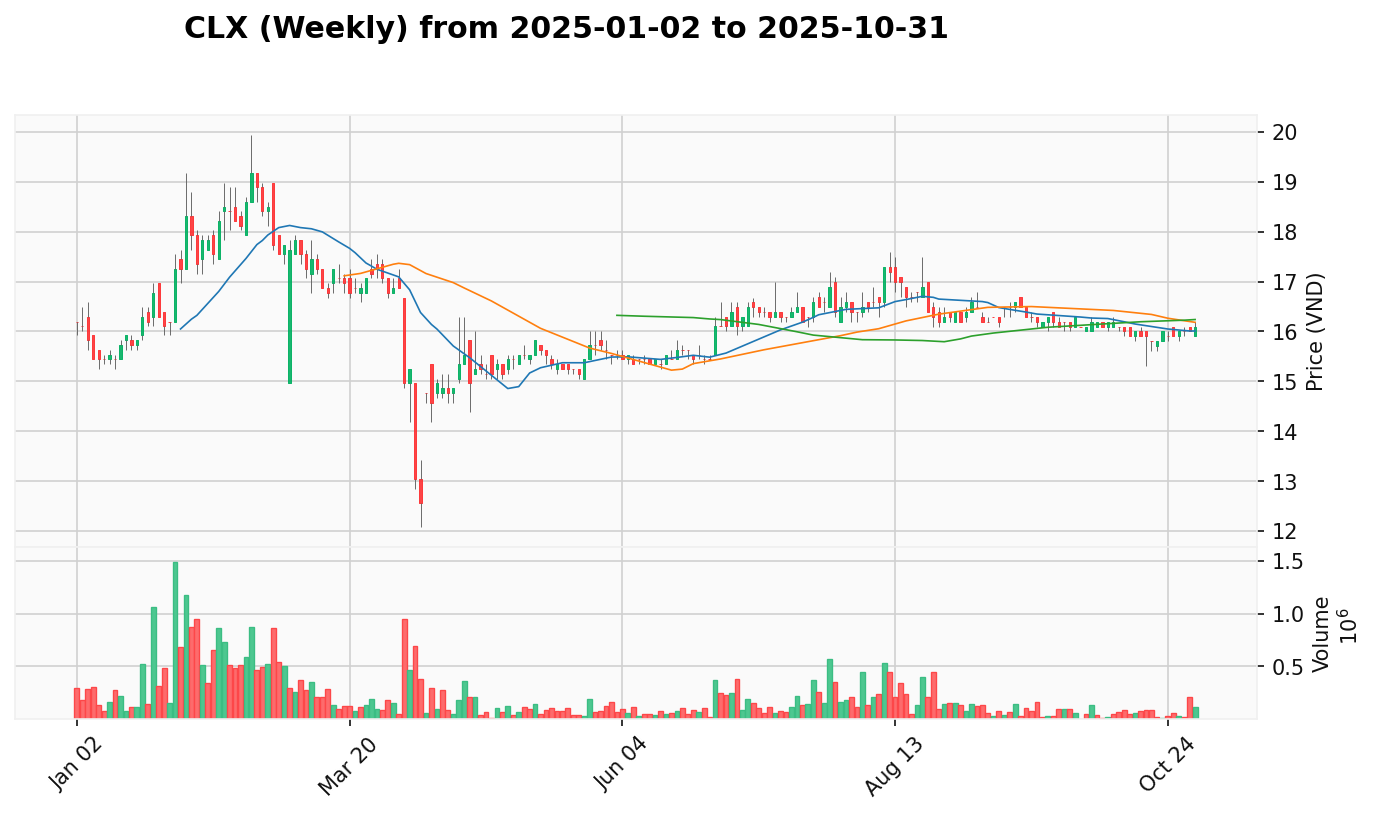 CLX (Weekly) from 2025-01-02 to 2025-10-31
20
19
18
17
16
15
14
13
12
Price (VND)
1.5
1.0
0.5
Volume
10^6
Jan 02
Mar 20
Jun 04
Aug 13
Oct 24